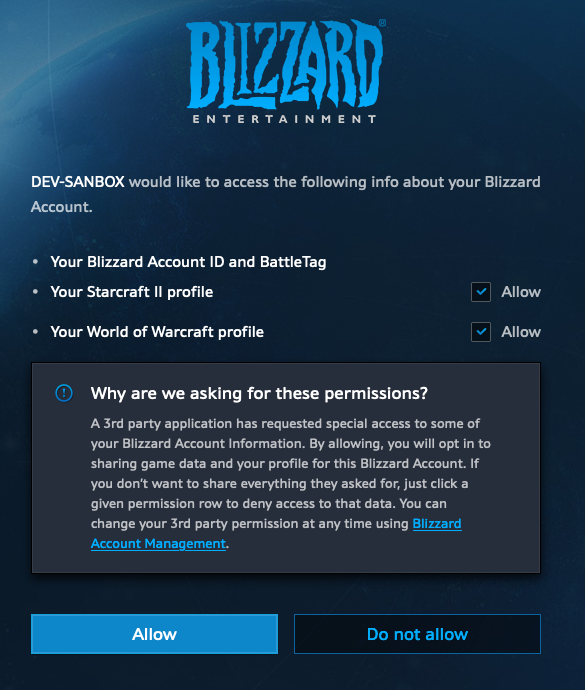 BLIZZARD®
ENTERTAINMENT
DEV-SANBOX would like to access the following info about your Blizzard
Account.
• Your Blizzard Account ID and BattleTag
• Your Starcraft II profile Allow
• Your World of Warcraft profile Allow
Why are we asking for these permissions?
A 3rd party application has requested special access to some of
your Blizzard Account Information. By allowing, you will opt in to
sharing game data and your profile for this Blizzard Account. If
you don't want to share everything they asked for, just click a
given permission row to deny access to that data. You can
change your 3rd party permission at any time using Blizzard
Account Management.
Allow Do not allow